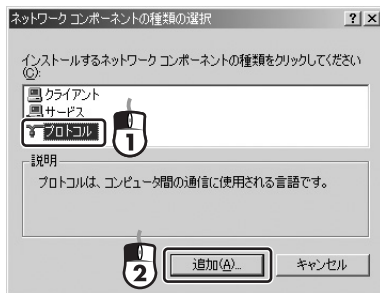 ネットワーク コンポーネントの種類の選択
? ×
インストールするネットワーク コンポーネントの種類をクリックしてください
(C):
クライアント
サービス
プロトコル
1
説明
プロトコルは、コンピュータ間の通信に使用される言語です。
2
追加(A)...
キャンセル